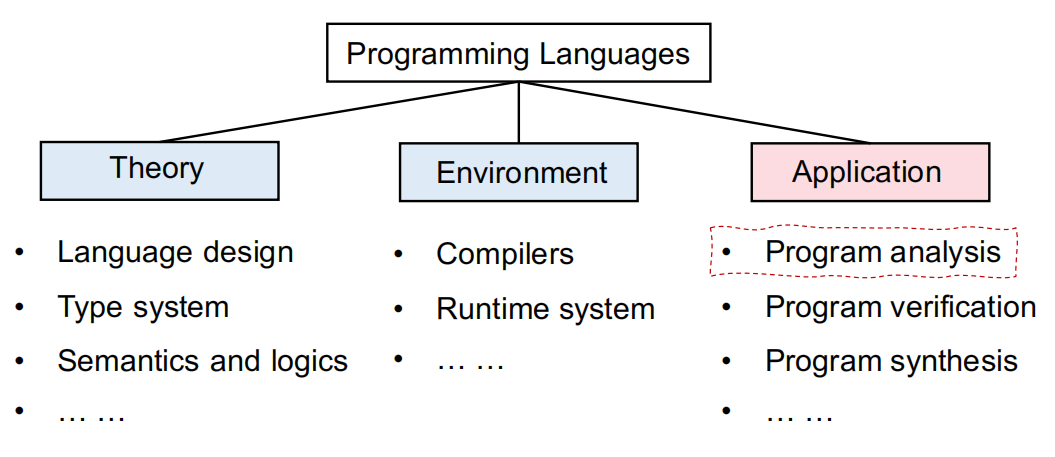 Programming Languages
Theory
• Language design
• Type system
• Semantics and logics
• … …
Environment
• Compilers
• Runtime system
• … …
Application
• Program analysis
• Program verification
• Program synthesis
• … …